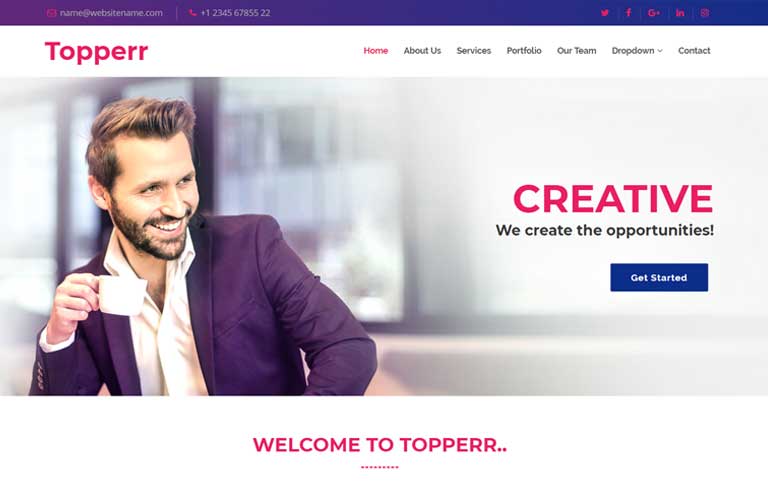 name@websitename.com +1 2345 67855 22
Topperr
Home About Us Services Portfolio Our Team Dropdown Contact
CREATIVE
We create the opportunities!
Get Started
WELCOME TO TOPPERR..